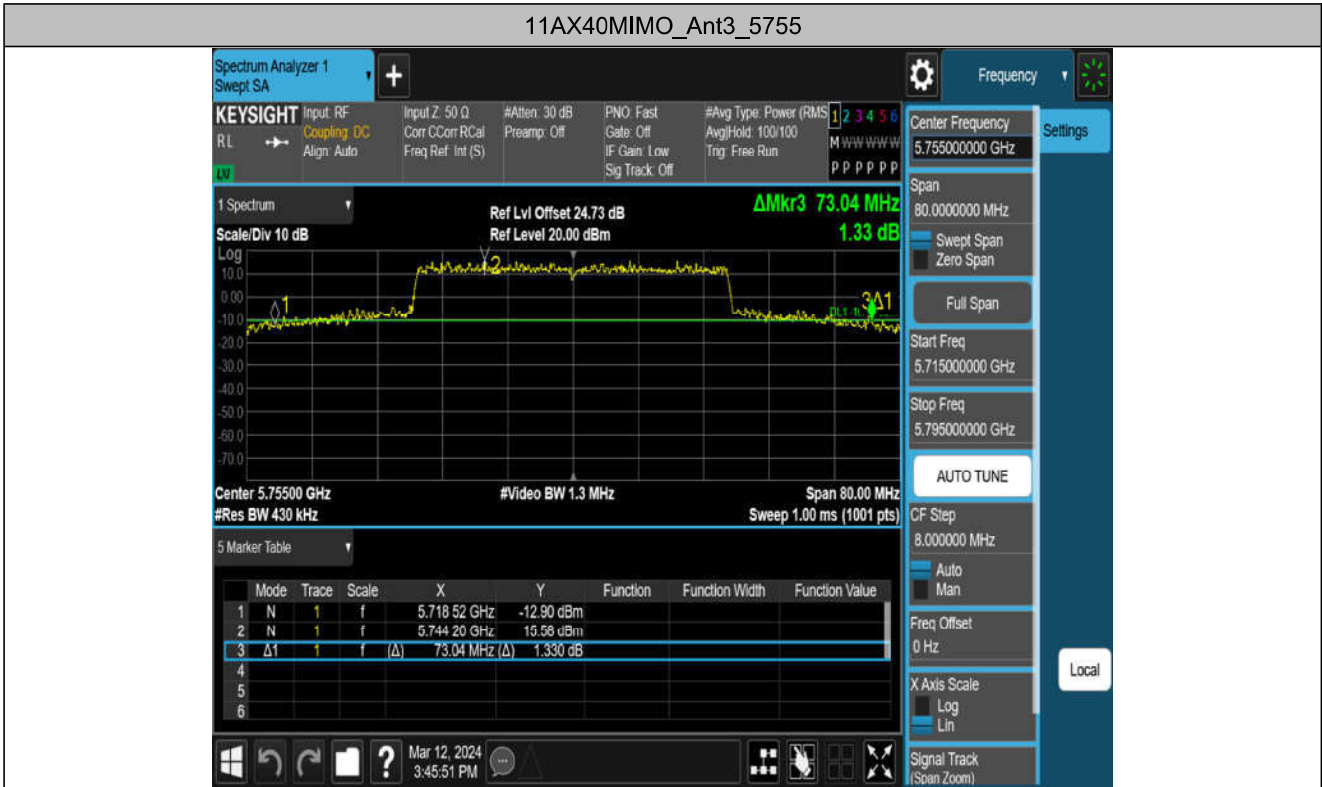 11AX40MIMO_Ant3_5755
Spectrum Analyzer 1
Swept SA
+
Frequency
KEYSIGHT
RL
Input: RF
Coupling: DC
Align: Auto
Input Z: 50 Ω
Corr CCorr RCal
Freq Ref: Int (S)
#Atten: 30 dB
Preamp: Off
PNO: Fast
Gate: Off
IF Gain: Low
Sig Track: Off
#Avg Type: Power (RMS
Avg|Hold: 100/100
Trig: Free Run
1 2 3 4 5 6
M W W W W W
P P P P P P
Center Frequency
5.755000000 GHz
Settings
Span
80.0000000 MHz
Swept Span
Zero Span
Full Span
Start Freq
5.715000000 GHz
Stop Freq
5.795000000 GHz
AUTO TUNE
CF Step
8.000000 MHz
Auto
Man
Freq Offset
0 Hz
X Axis Scale
Log
Lin
Local
Signal Track
(Span Zoom)
1 Spectrum
Scale/Div 10 dB
Ref Lvl Offset 24.73 dB
Ref Level 20.00 dBm
ΔMkr3 73.04 MHz
1.33 dB
Log
10.0
0.00
-10.0
-20.0
-30.0
-40.0
-50.0
-60.0
-70.0
1
2
3Δ1
Center 5.75500 GHz
#Video BW 1.3 MHz
Span 80.00 MHz
#Res BW 430 kHz
Sweep 1.00 ms (1001 pts)
5 Marker Table
Mode Trace Scale X Y Function Function Width Function Value
1 N 1 f 5.718 52 GHz -12.90 dBm
2 N 1 f 5.744 20 GHz 15.58 dBm
3 Δ1 1 f (Δ) 73.04 MHz (Δ) 1.330 dB
4
5
6
?
Mar 12, 2024
3:45:51 PM